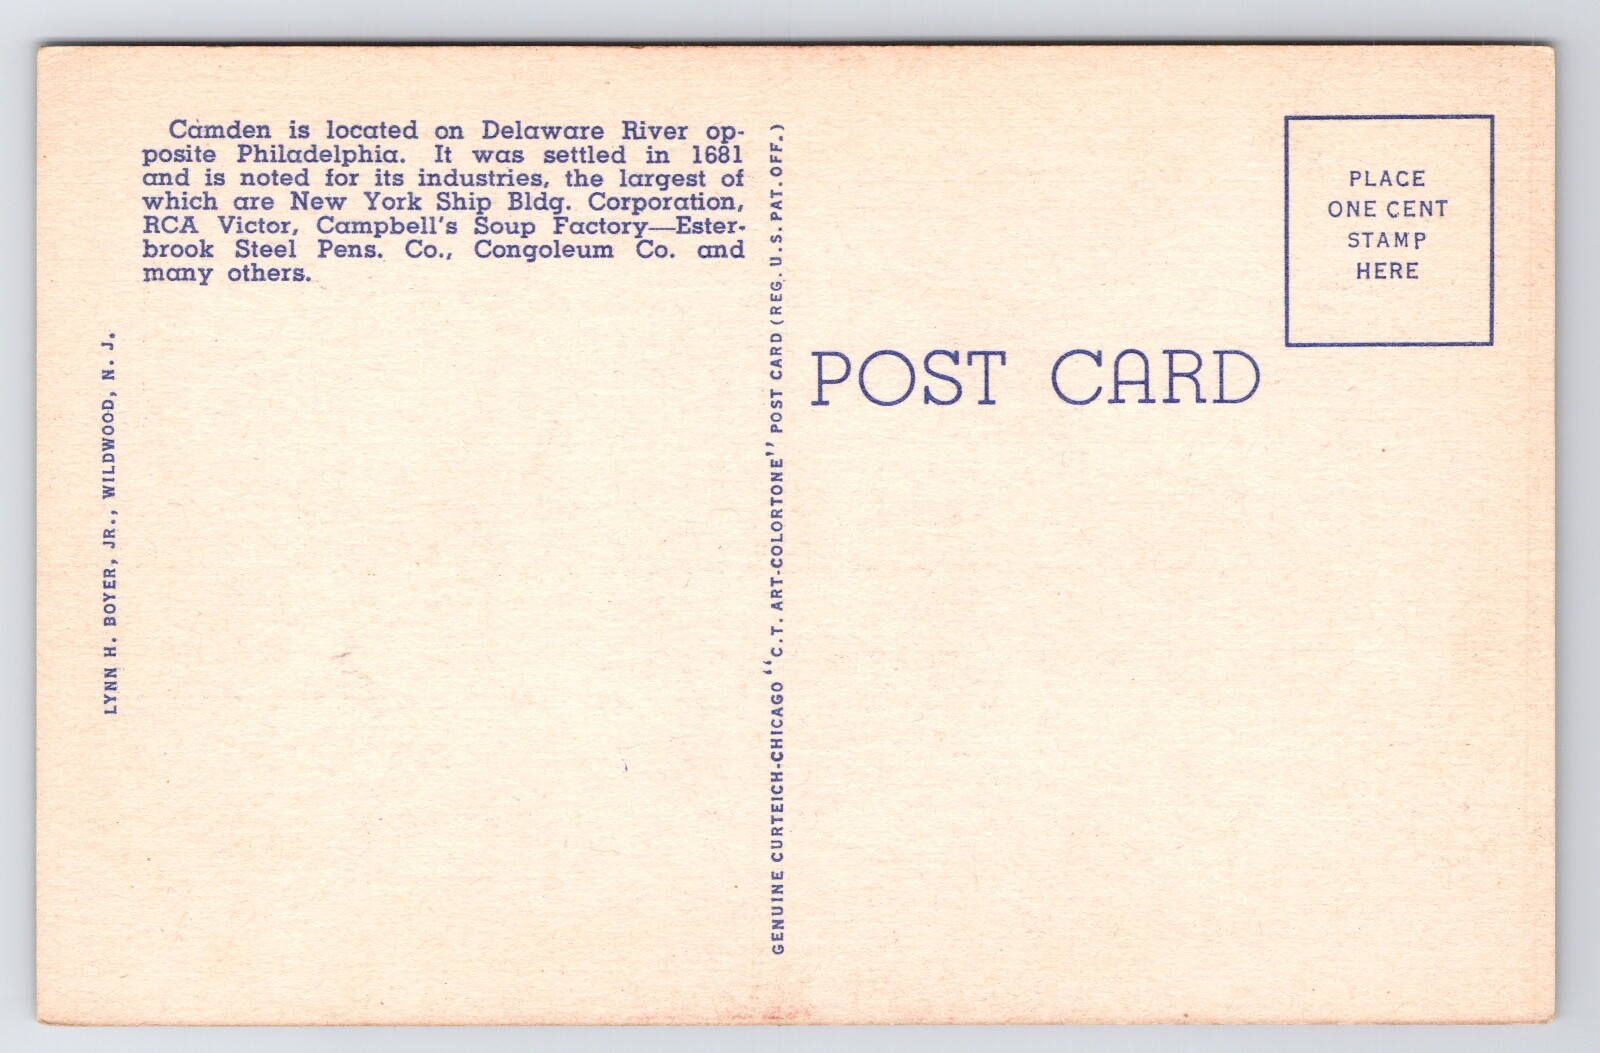 Camden is located on Delaware River op-
posite Philadelphia. It was settled in 1681
and is noted for its industries, the largest of
which are New York Ship Bldg. Corporation,
RCA Victor, Campbell's Soup Factory—Ester-
brook Steel Pens. Co., Congoleum Co. and
many others.
LYNN H. BOYER, JR., WILDWOOD, N. J.
GENUINE CURTEICH-CHICAGO "C.T. ART-COLORTONE" POST CARD (REG. U.S. PAT. OFF.)
POST CARD
PLACE
ONE CENT
STAMP
HERE